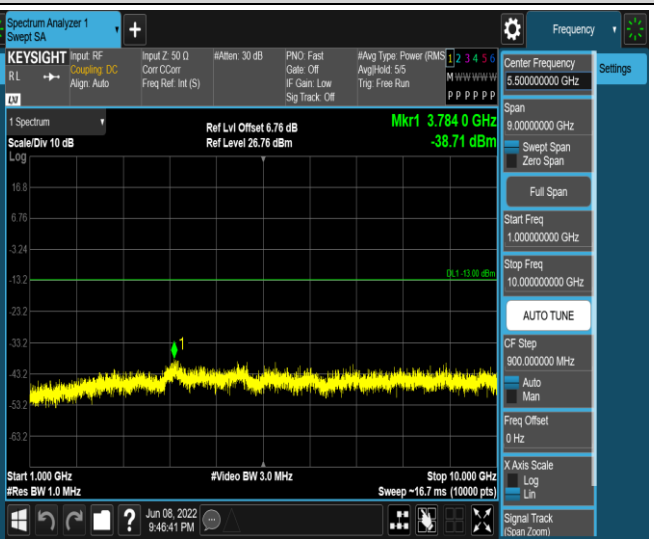 Spectrum Analyzer 1
Swept SA
+
Frequency
KEYSIGHT
RL
LXI
Input: RF
Coupling: DC
Align: Auto
Input Z: 50 Ω
Corr CCorr
Freq Ref: Int (S)
#Atten: 30 dB
PNO: Fast
Gate: Off
IF Gain: Low
Sig Track: Off
#Avg Type: Power (RMS
Avg|Hold: 5/5
Trig: Free Run
1 2 3 4 5 6
M W W W W W
P P P P P P
1 Spectrum
Scale/Div 10 dB
Log
Ref Lvl Offset 6.76 dB
Ref Level 26.76 dBm
Mkr1 3.784 0 GHz
-38.71 dBm
16.8
6.76
-3.24
-13.2
-23.2
-33.2
-43.2
-53.2
-63.2
DL1 -13.00 dBm
1
Start 1.000 GHz
#Res BW 1.0 MHz
#Video BW 3.0 MHz
Stop 10.000 GHz
Sweep ~16.7 ms (10000 pts)
?
Jun 08, 2022
9:46:41 PM
Center Frequency
5.500000000 GHz
Settings
Span
9.00000000 GHz
Swept Span
Zero Span
Full Span
Start Freq
1.000000000 GHz
Stop Freq
10.000000000 GHz
AUTO TUNE
CF Step
900.000000 MHz
Auto
Man
Freq Offset
0 Hz
X Axis Scale
Log
Lin
Signal Track
(Span Zoom)